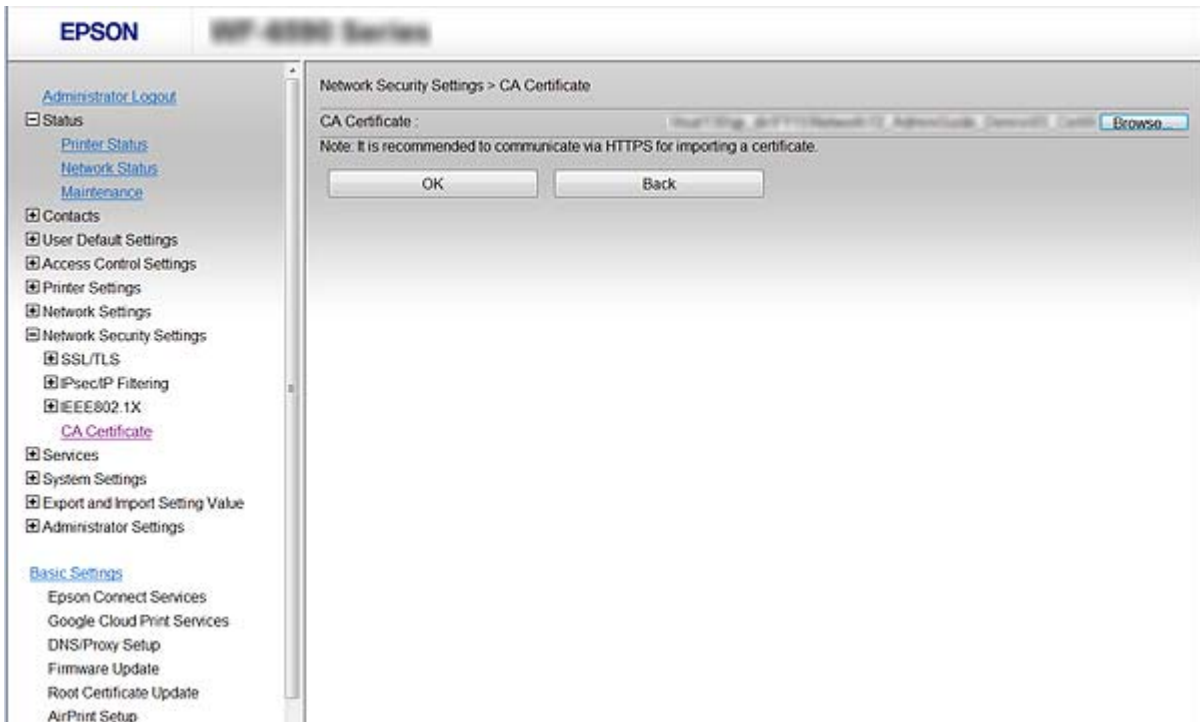 EPSON
Administrator Logout
Status
Printer Status
Network Status
Maintenance
Contacts
User Default Settings
Access Control Settings
Printer Settings
Network Settings
Network Security Settings
SSL/TLS
IPsec/IP Filtering
IEEE802.1X
CA Certificate
Services
System Settings
Export and Import Setting Value
Administrator Settings
Basic Settings
Epson Connect Services
Google Cloud Print Services
DNS/Proxy Setup
Firmware Update
Root Certificate Update
AirPrint Setup
Network Security Settings > CA Certificate
CA Certificate :
Browse...
Note: It is recommended to communicate via HTTPS for importing a certificate.
OK
Back